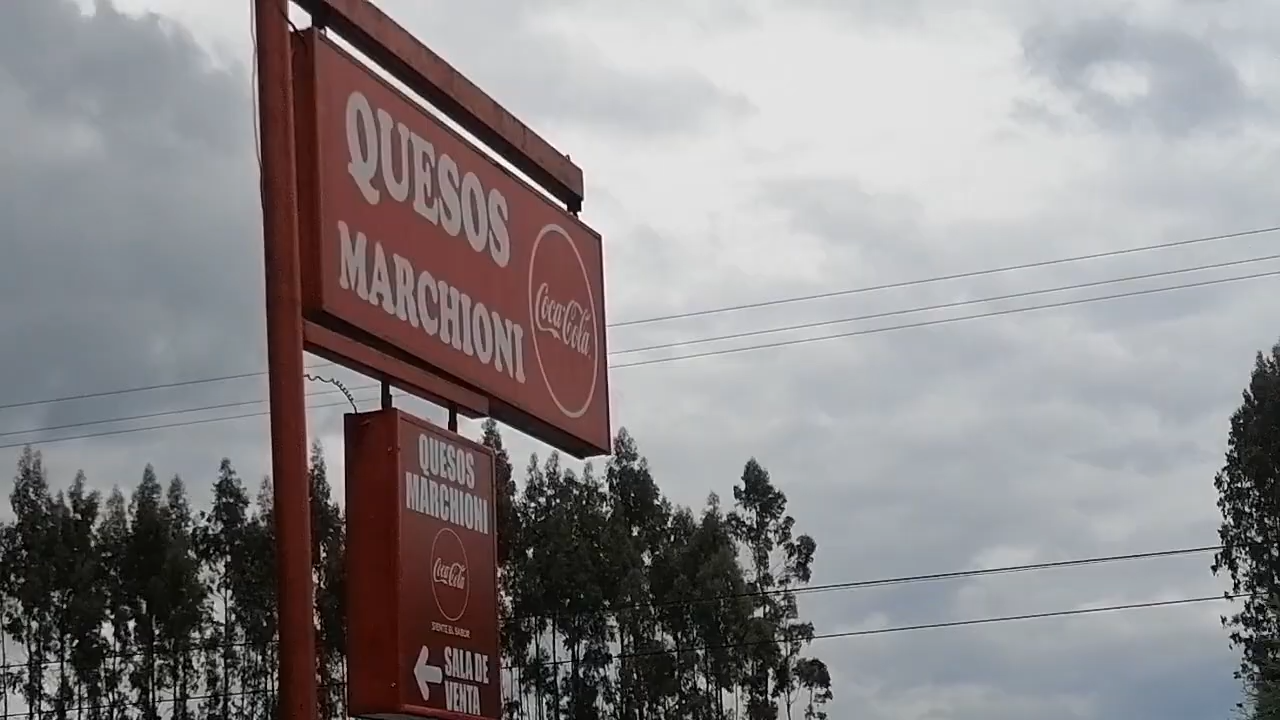 QUESOS
MARCHIONI
Coca-Cola
QUESOS
MARCHIONI
Coca-Cola
SIENTE EL SABOR
SALA DE
VENTA